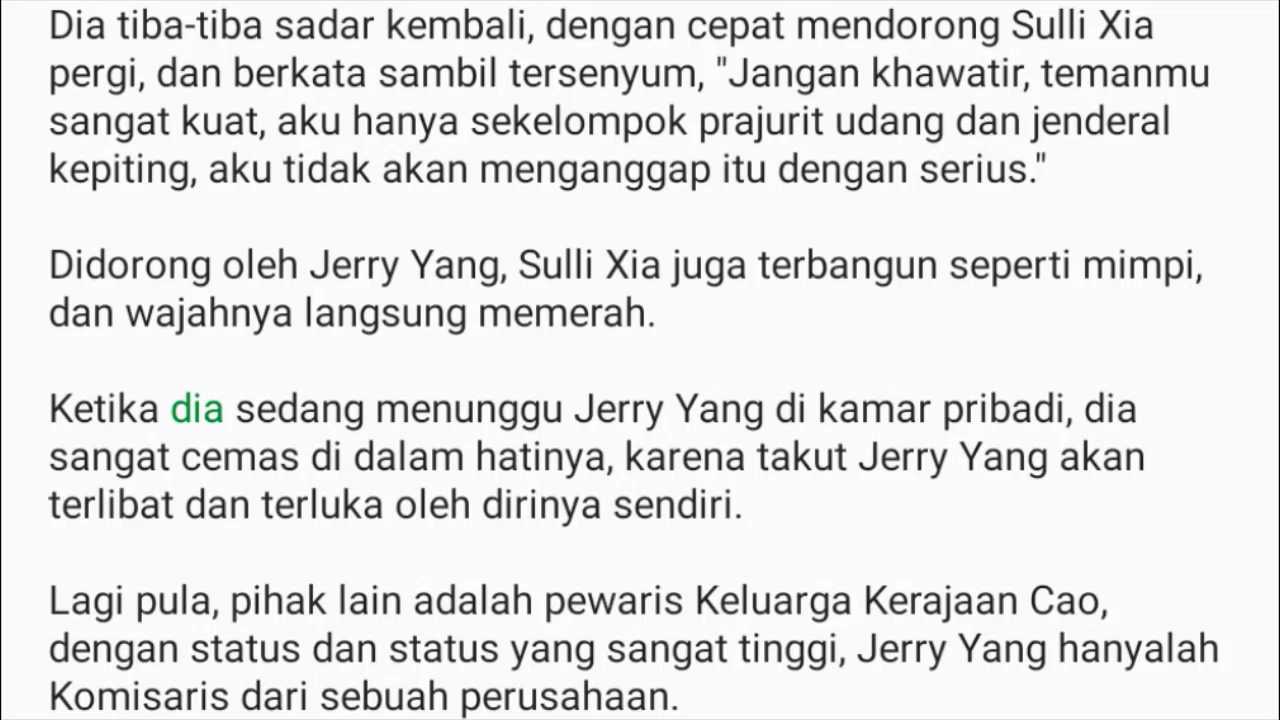 Dia tiba-tiba sadar kembali, dengan cepat mendorong Sulli Xia
pergi, dan berkata sambil tersenyum, "Jangan khawatir, temanmu
sangat kuat, aku hanya sekelompok prajurit udang dan jenderal
kepiting, aku tidak akan menganggap itu dengan serius."
Didorong oleh Jerry Yang, Sulli Xia juga terbangun seperti mimpi,
dan wajahnya langsung memerah.
Ketika dia sedang menunggu Jerry Yang di kamar pribadi, dia
sangat cemas di dalam hatinya, karena takut Jerry Yang akan
terlibat dan terluka oleh dirinya sendiri.
Lagi pula, pihak lain adalah pewaris Keluarga Kerajaan Cao,
dengan status dan status yang sangat tinggi, Jerry Yang hanyalah
Komisaris dari sebuah perusahaan.